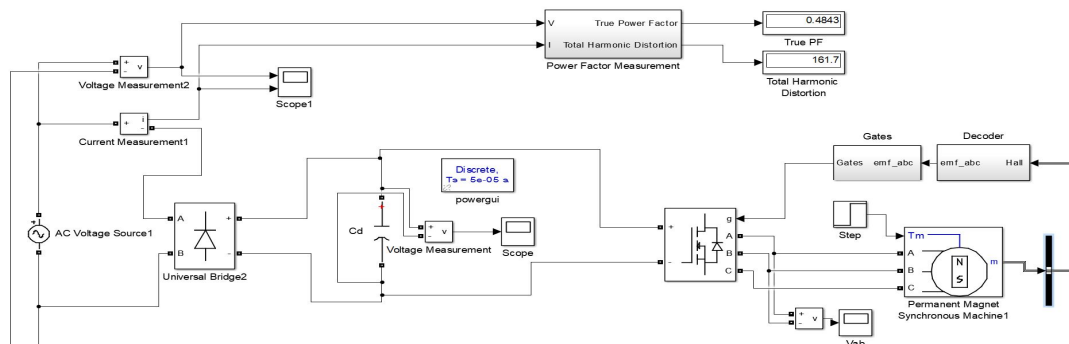 V
I
True Power Factor
Total Harmonic Distortion
Power Factor Measurement
0.4843
True PF
161.7
Total Harmonic
Distortion
+
-
v
Voltage Measurement2
Scope1
+
i
-
Current Measurement1
AC Voltage Source1
A
B
+
-
Universal Bridge2
Discrete,
Ts = 5e-05 s
powergui
Cd
+
-
v
Voltage Measurement
Scope
Gates
Gates emf_abc
Decoder
emf_abc Hall
+
-
g
A
B
C
Step
Tm
A
B
C
N
S
m
Permanent Magnet
Synchronous Machine1
+
-
v
Vab